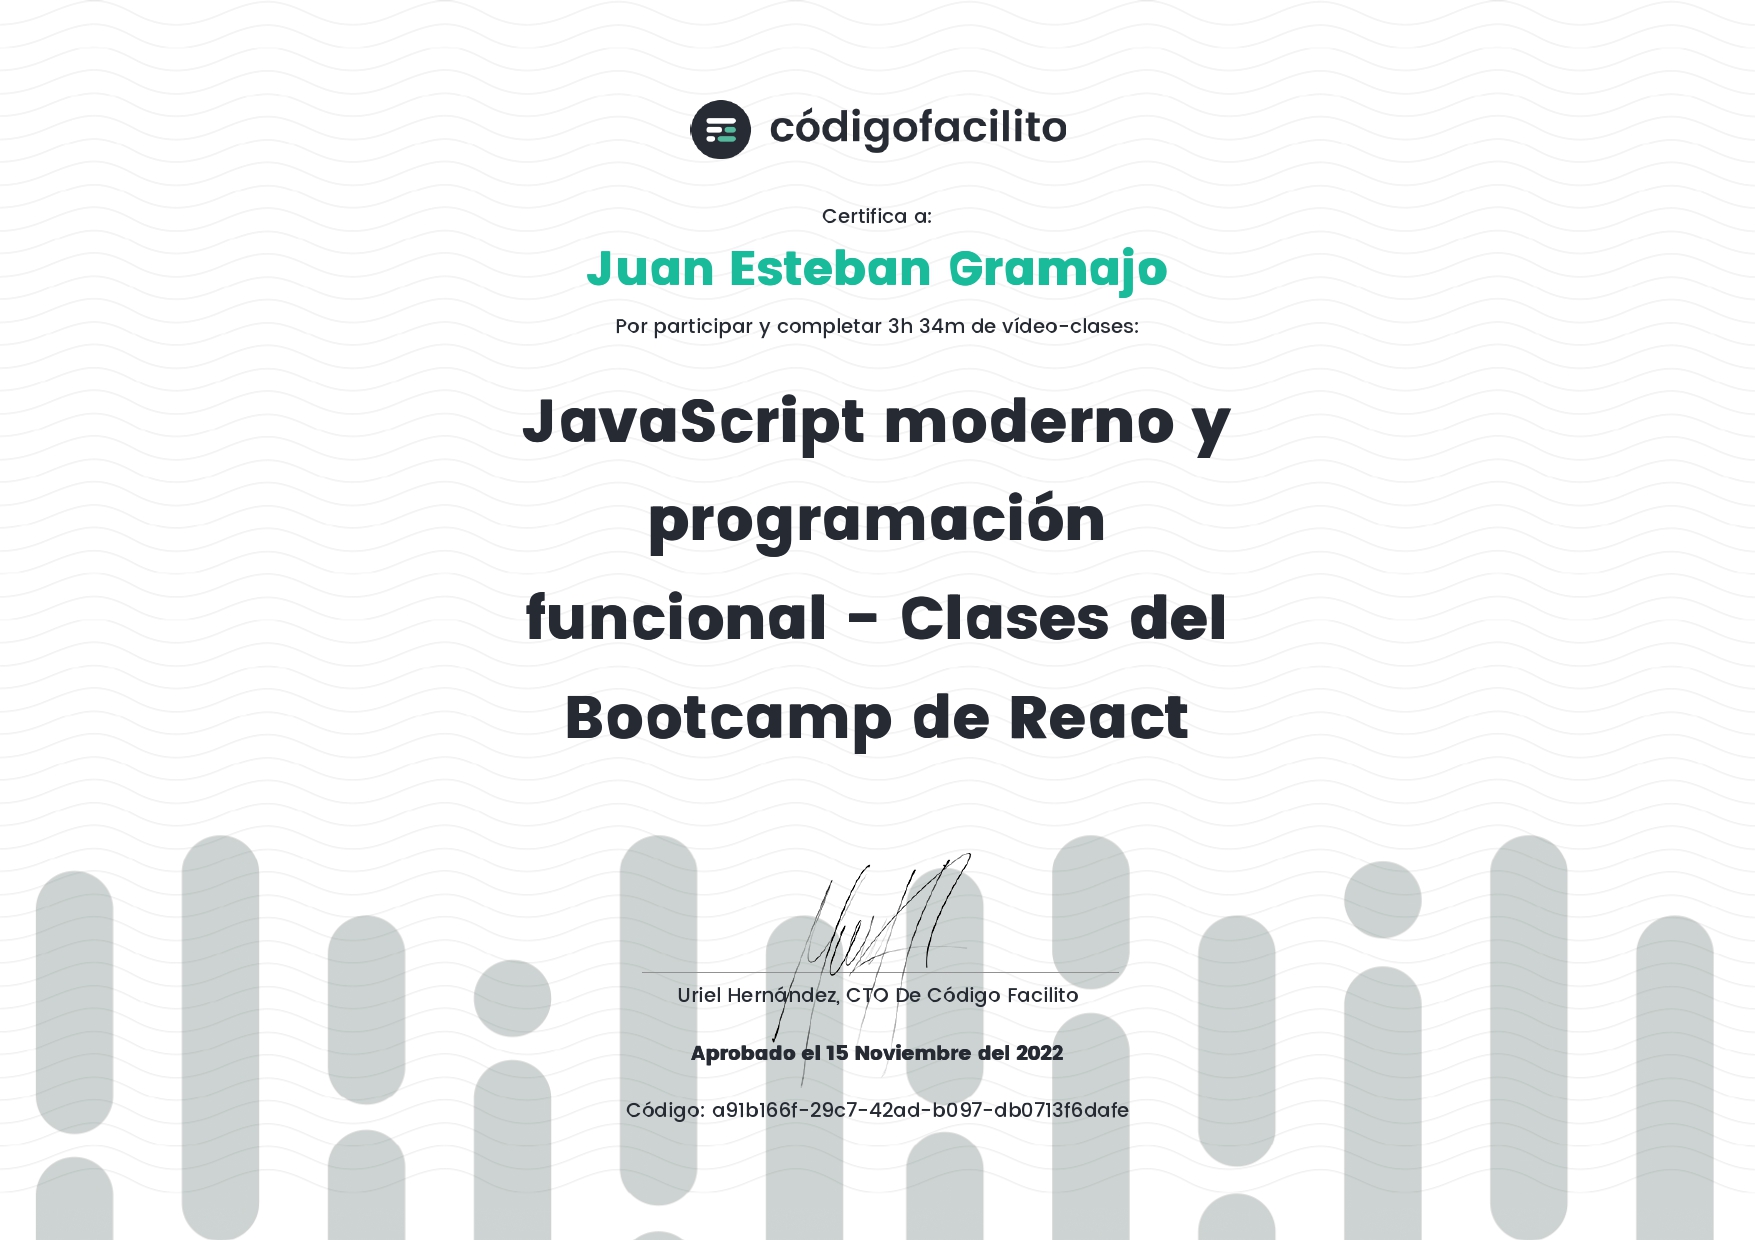 códigofacilito
Certifica a:
Juan Esteban Gramajo
Por participar y completar 3h 34m de vídeo-clases:
JavaScript moderno y
programación
funcional - Clases del
Bootcamp de React
Uriel Hernández, CTO De Código Facilito
Aprobado el 15 Noviembre del 2022
Código: a91b166f-29c7-42ad-b097-db0713f6dafe